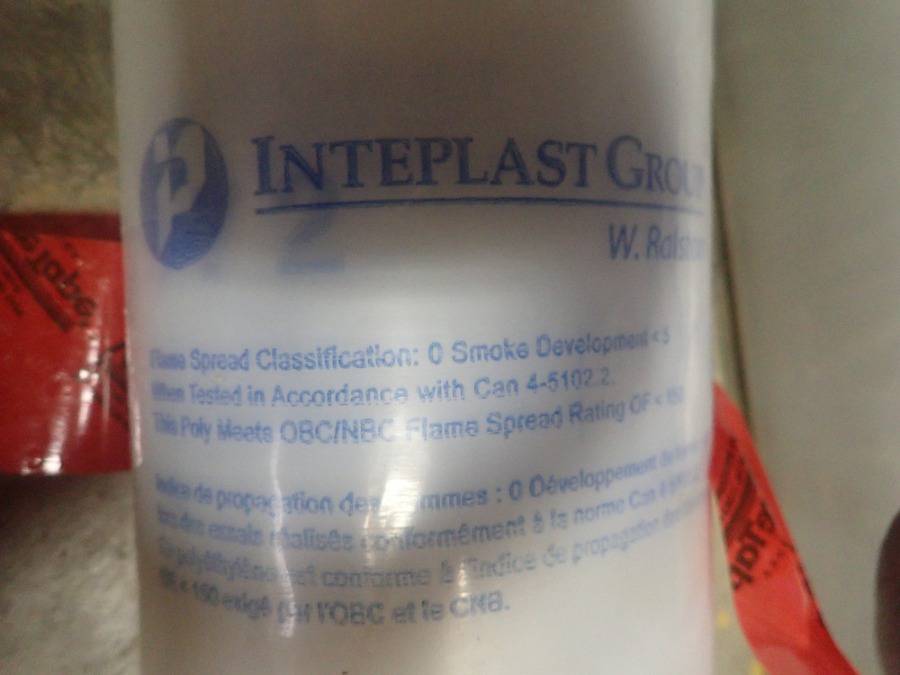 INTEPLAST GROUP
2
W. Ralston
Flame Spread Classification: 0 Smoke Development < 5
When Tested in Accordance with Can 4-5102.2.
This Poly Meets OBC/NBC Flame Spread Rating OF < 150
Indice de propagation des flammes : 0 Développement de
lors des essais réalisés conformément à la norme Can
Ce polyéthylène est conforme à l'indice de propagation
DE < 150 exigé par l'OBC et le CNB.